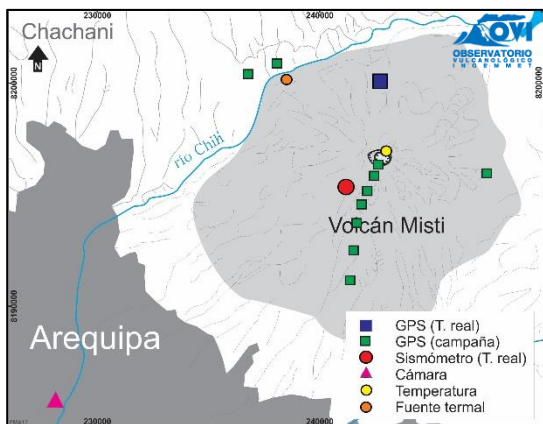 230000
240000
Chachani
OVI
OBSERVATORIO
VULCANOLÓGICO
INGEMMET
N
8200000
8200000
río Chili
Volcán Misti
8190000
Arequipa
GPS (T. real)
GPS (campaña)
Sismómetro (T. real)
Cámara
Temperatura
Fuente termal
230000
240000